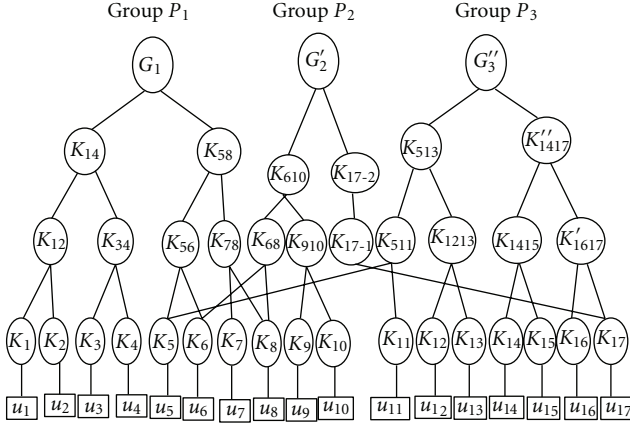 Group P₁ Group P₂ Group P₃
G₁ G₂′ G₃″
K₁₄ K₅₈ K₆₁₀ K₁₇₋₂ K₅₁₃ K″₁₄₁₇
K₁₂ K₃₄ K₅₆ K₇₈ K₆₈ K₉₁₀ K₁₇₋₁ K₅₁₁ K₁₂₁₃ K₁₄₁₅ K′₁₆₁₇
K₁ K₂ K₃ K₄ K₅ K₆ K₇ K₈ K₉ K₁₀ K₁₁ K₁₂ K₁₃ K₁₄ K₁₅ K₁₆ K₁₇
u₁ u₂ u₃ u₄ u₅ u₆ u₇ u₈ u₉ u₁₀ u₁₁ u₁₂ u₁₃ u₁₄ u₁₅ u₁₆ u₁₇